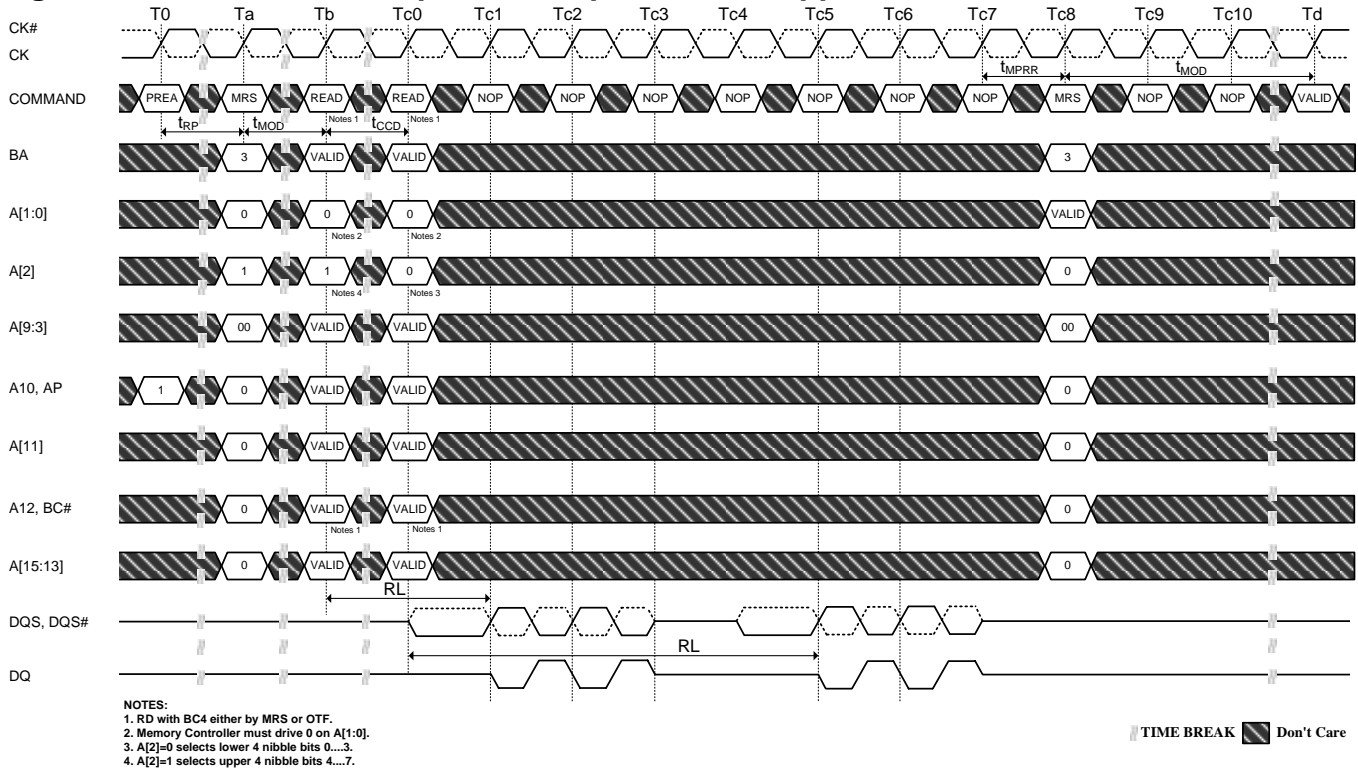 T0 Ta Tb Tc0 Tc1 Tc2 Tc3 Tc4 Tc5 Tc6 Tc7 Tc8 Tc9 Tc10 Td
CK#
CK
tMPRR tMOD
COMMAND PREA MRS READ READ NOP NOP NOP NOP NOP NOP NOP MRS NOP NOP VALID
Notes 1 Notes 1
tRP tMOD tCCD
BA 3 VALID VALID 3
A[1:0] 0 0 0 VALID
Notes 2 Notes 2
A[2] 1 1 0 0
Notes 4 Notes 3
A[9:3] 00 VALID VALID 00
A10, AP 1 0 VALID VALID 0
A[11] 0 VALID VALID 0
A12, BC# 0 VALID VALID 0
Notes 1 Notes 1
A[15:13] 0 VALID VALID 0
RL
DQS, DQS#
RL
DQ
NOTES:
1. RD with BC4 either by MRS or OTF.
2. Memory Controller must drive 0 on A[1:0].
3. A[2]=0 selects lower 4 nibble bits 0....3.
4. A[2]=1 selects upper 4 nibble bits 4....7.
TIME BREAK Don't Care